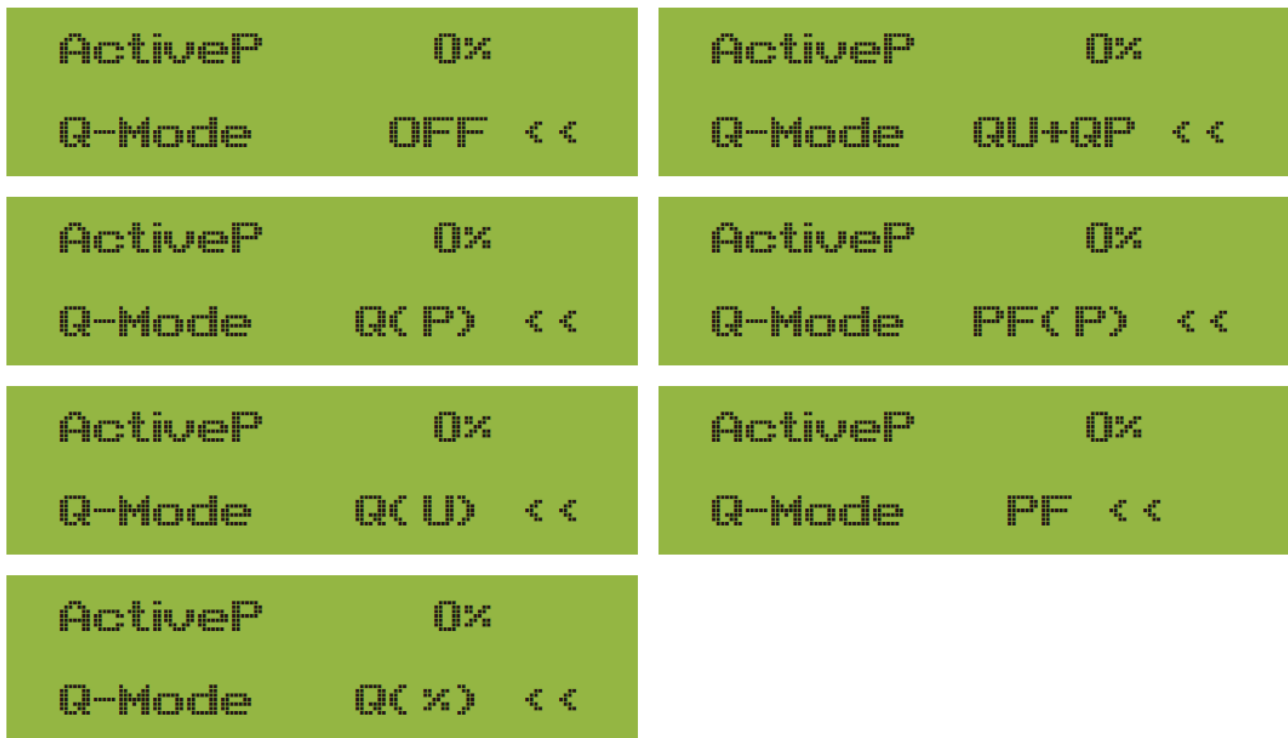 ActiveP 0%
Q-Mode OFF <<
ActiveP 0%
Q-Mode QU+QP <<
ActiveP 0%
Q-Mode Q(P) <<
ActiveP 0%
Q-Mode PF(P) <<
ActiveP 0%
Q-Mode Q(U) <<
ActiveP 0%
Q-Mode PF <<
ActiveP 0%
Q-Mode Q(%) <<